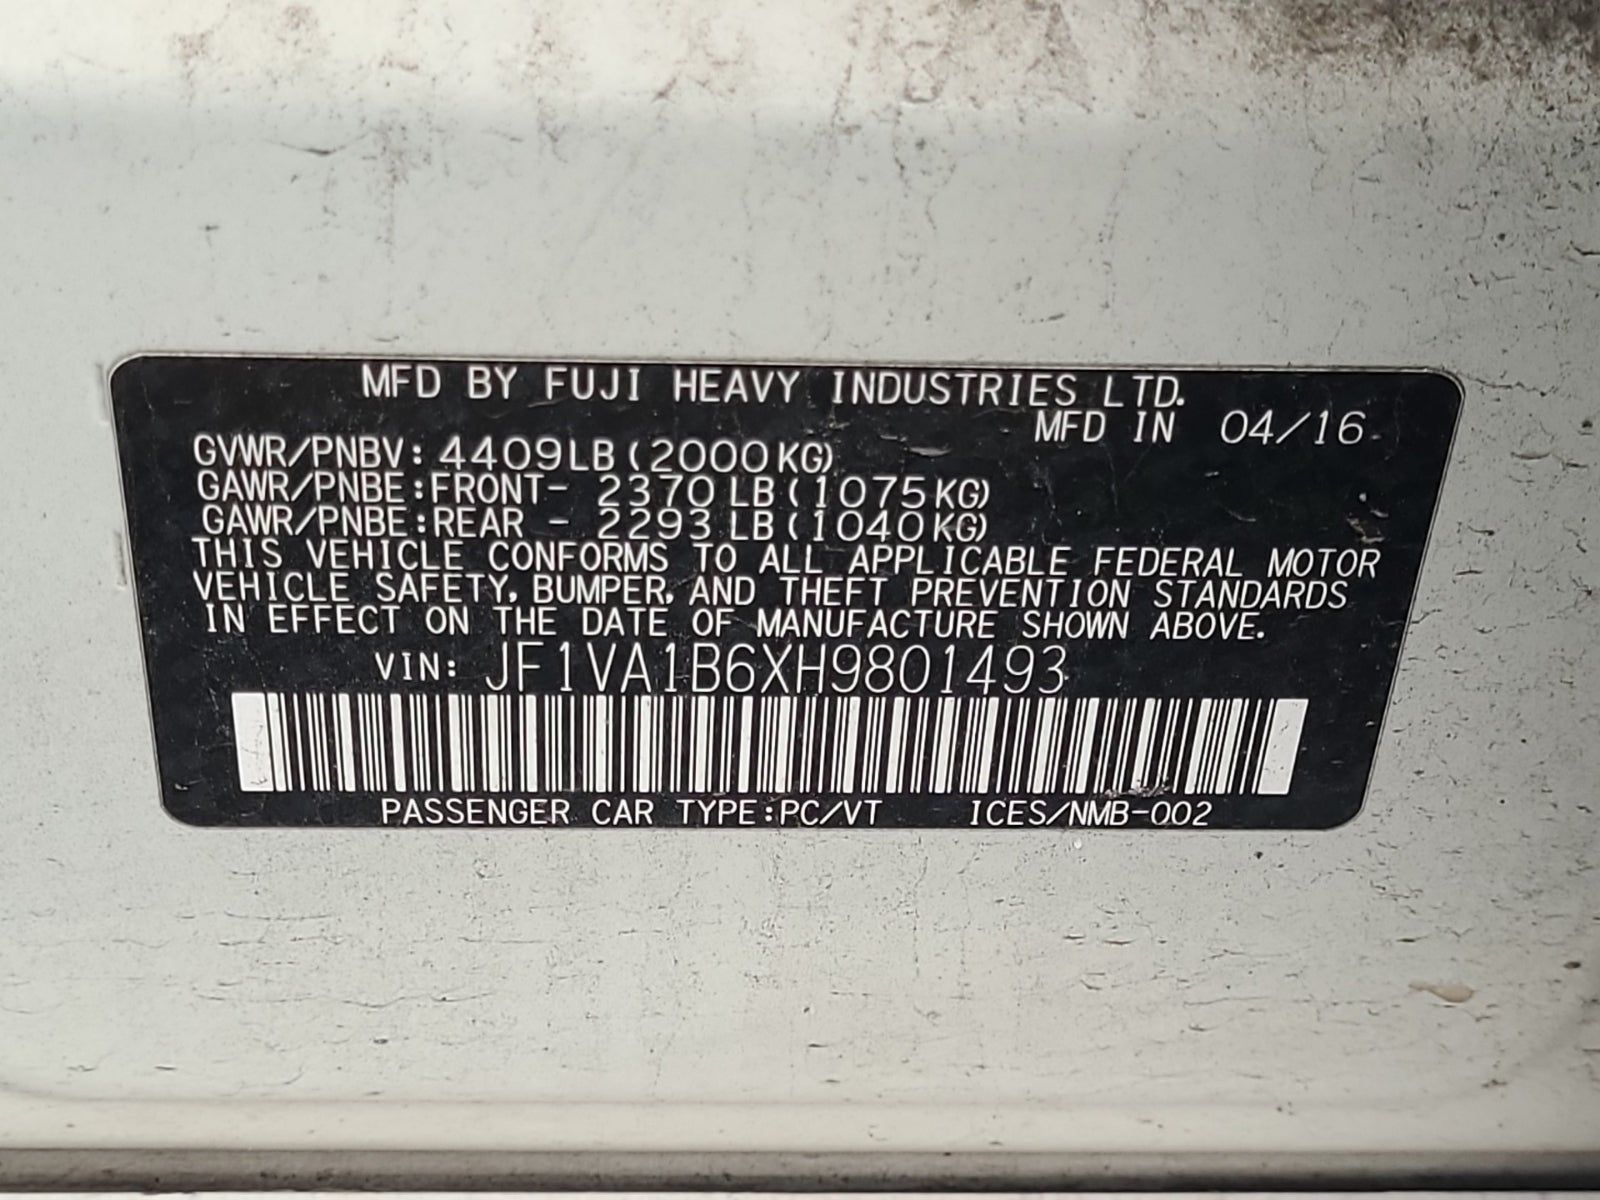 MFD BY FUJI HEAVY INDUSTRIES LTD.
MFD IN 04/16
GVWR/PNBV: 4409LB (2000KG)
GAWR/PNBE:FRONT- 2370 LB (1075KG)
GAWR/PNBE:REAR - 2293 LB (1040KG)
THIS VEHICLE CONFORMS TO ALL APPLICABLE FEDERAL MOTOR
VEHICLE SAFETY, BUMPER, AND THEFT PREVENTION STANDARDS
IN EFFECT ON THE DATE OF MANUFACTURE SHOWN ABOVE.
VIN: JF1VA1B6XH9801493
PASSENGER CAR TYPE:PC/VT ICES/NMB-002